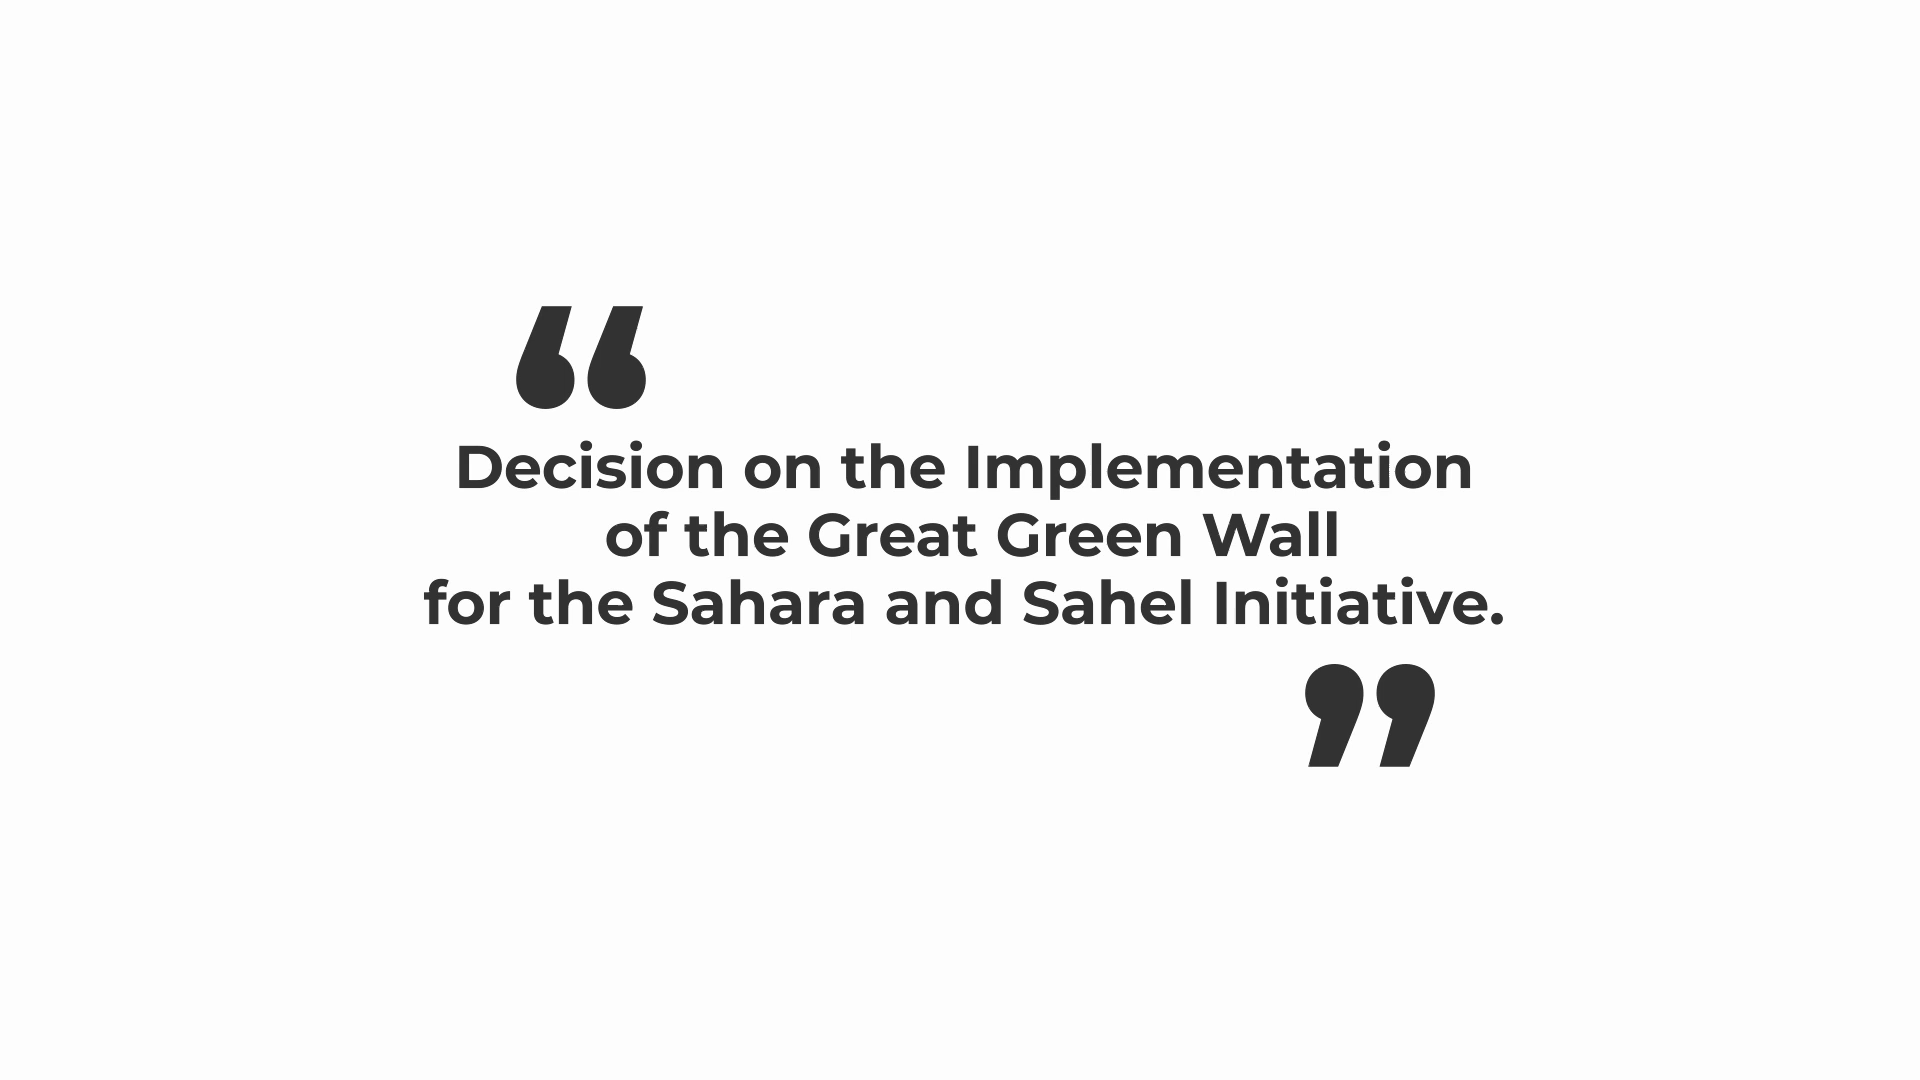 “
Decision on the Implementation
of the Great Green Wall
for the Sahara and Sahel Initiative.
”